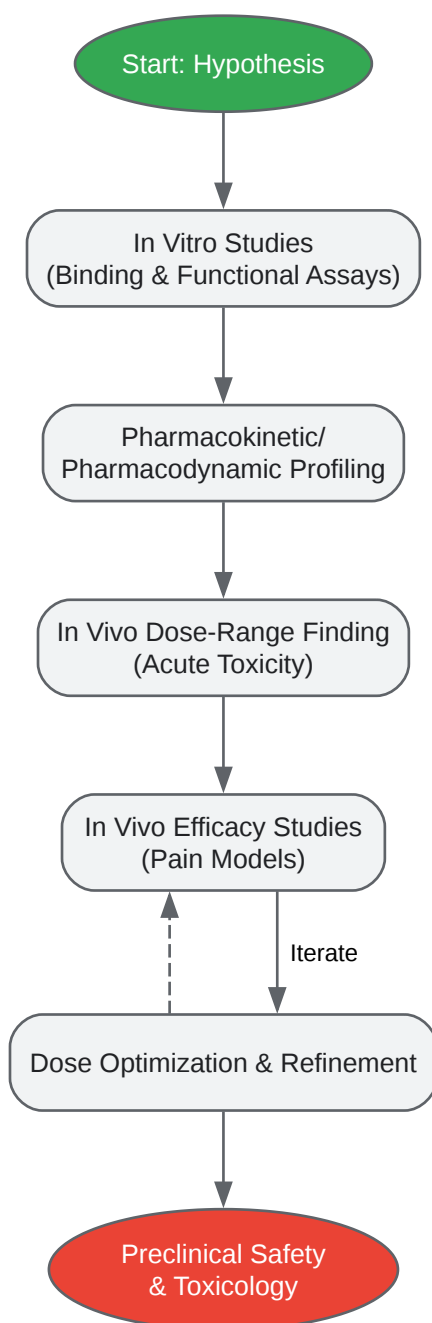 Start: Hypothesis
In Vitro Studies
(Binding & Functional Assays)
Pharmacokinetic/
Pharmacodynamic Profiling
In Vivo Dose-Range Finding
(Acute Toxicity)
In Vivo Efficacy Studies
(Pain Models)
Iterate
Dose Optimization & Refinement
Preclinical Safety
& Toxicology